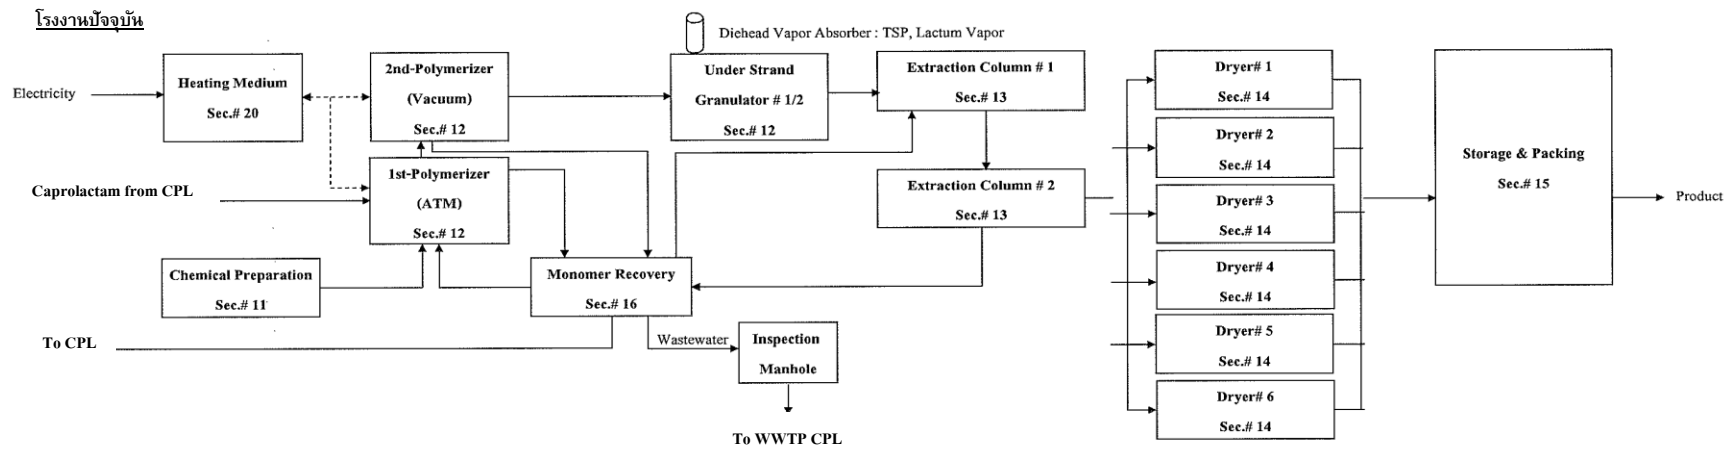 โรงงานปัจจุบัน
Diehead Vapor Absorber : TSP, Lactum Vapor
Electricity
Heating Medium
Sec.# 20
2nd-Polymerizer
(Vacuum)
Sec.# 12
Under Strand
Granulator # 1/2
Sec.# 12
Extraction Column # 1
Sec.# 13
Caprolactam from CPL
1st-Polymerizer
(ATM)
Sec.# 12
Extraction Column # 2
Sec.# 13
Chemical Preparation
Sec.# 11
Monomer Recovery
Sec.# 16
To CPL
Wastewater
Inspection
Manhole
To WWTP CPL
Dryer# 1
Sec.# 14
Dryer# 2
Sec.# 14
Dryer# 3
Sec.# 14
Dryer# 4
Sec.# 14
Dryer# 5
Sec.# 14
Dryer# 6
Sec.# 14
Storage & Packing
Sec.# 15
Product